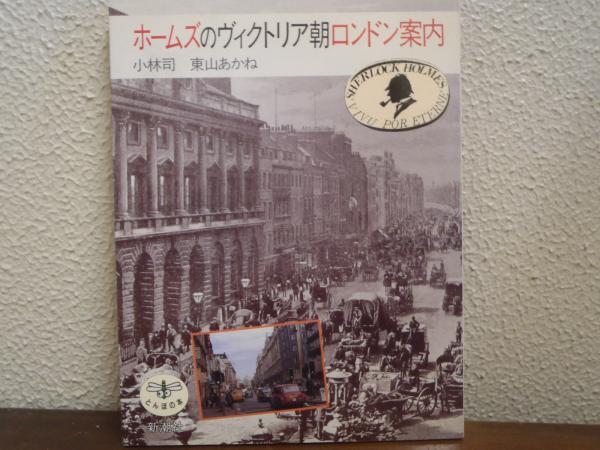 ホームズのヴィクトリア朝ロンドン案内
小林司 東山あかね
SHERLOCK HOLMES
VIVU POR ETERNE
とんぼの本
新潮社